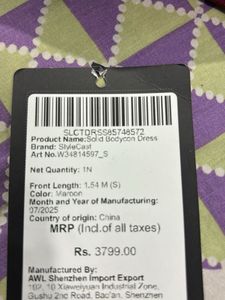 SLCTDRSS85746572
Product Name:Solid Bodycon Dress
Brand: StyleCast
Art No.W34814597_S
Net Quantity: 1N
Front Length: 1.54 M (S)
Color: Maroon
Month and Year of Manufacturing:
07/2025
Country of origin: China
MRP (Incl.of all taxes)
Rs. 3799.00
Manufactured By:
AWL Shenzhen Import Export
102, 10 Xiaweiyuan Industrial Zone,
Gushu 2nd Road, Bao'an, Shenzhen